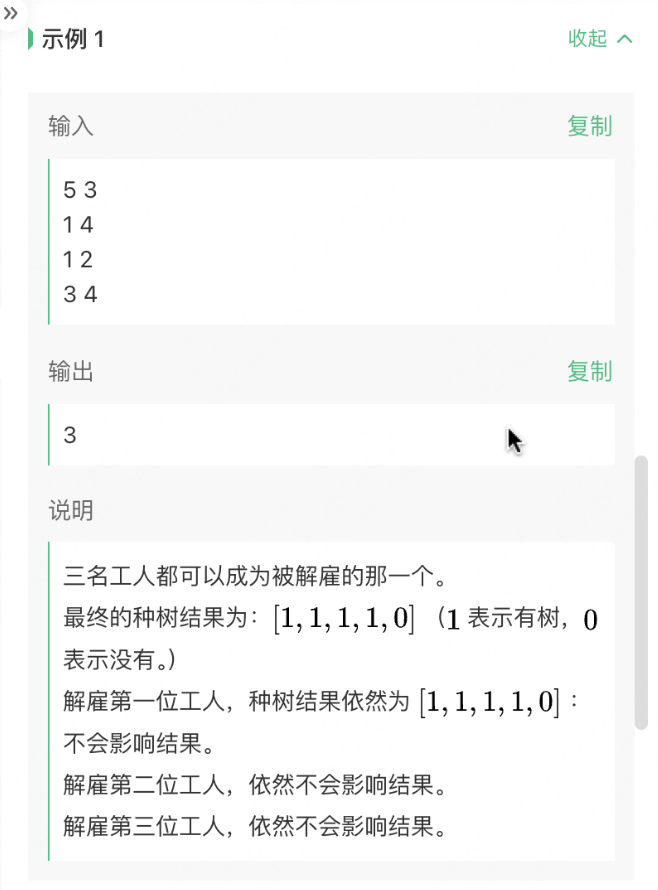 »
示例 1 收起
输入 复制
5 3
1 4
1 2
3 4
输出 复制
3
说明
三名工人都可以成为被解雇的那一个。
最终的种树结果为：[1, 1, 1, 1, 0] （1 表示有树，0
表示没有。）
解雇第一位工人，种树结果依然为 [1, 1, 1, 1, 0]：
不会影响结果。
解雇第二位工人，依然不会影响结果。
解雇第三位工人，依然不会影响结果。